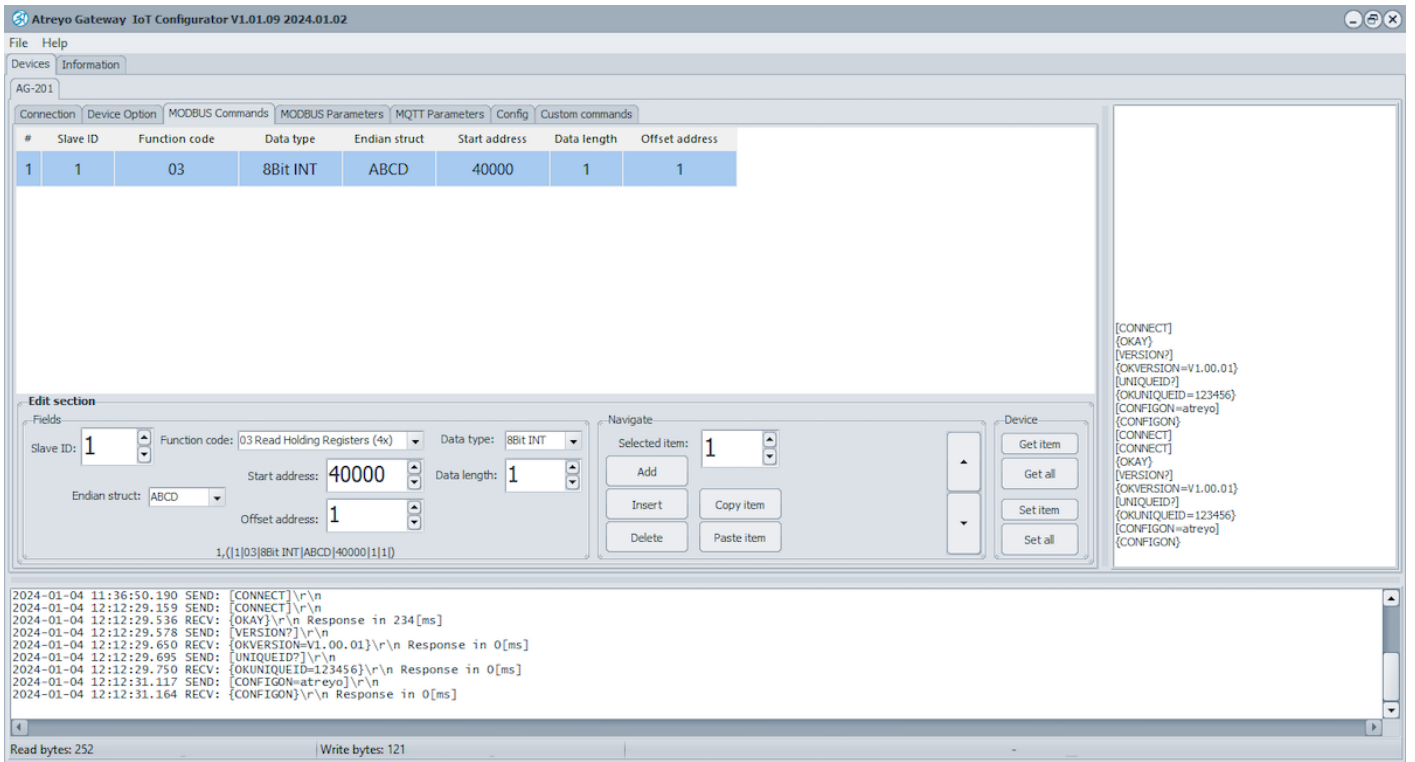 Atreyo Gateway IoT Configurator V1.01.09 2024.01.02
File Help
Devices Information
AG-201
Connection Device Option MODBUS Commands MODBUS Parameters MQTT Parameters Config Custom commands
# Slave ID Function code Data type Endian struct Start address Data length Offset address
1 1 03 8Bit INT ABCD 40000 1 1
[CONNECT]
{OKAY}
[VERSION?]
{OKVERSION=V1.00.01}
[UNIQUEID?]
{OKUNIQUEID=123456}
[CONFIGON=atreyo]
{CONFIGON}
[CONNECT]
[CONNECT]
{OKAY}
[VERSION?]
{OKVERSION=V1.00.01}
[UNIQUEID?]
{OKUNIQUEID=123456}
[CONFIGON=atreyo]
{CONFIGON}
Edit section
Fields
Slave ID: 1 Function code: 03 Read Holding Registers (4x) Data type: 8Bit INT
Start address: 40000 Data length: 1
Endian struct: ABCD
Offset address: 1
1,(|1|03|8Bit INT|ABCD|40000|1|1|)
Navigate
Selected item: 1
Add
Insert Copy item
Delete Paste item
Device
Get item
Get all
Set item
Set all
2024-01-04 11:36:50.190 SEND: [CONNECT]\r\n
2024-01-04 12:12:29.159 SEND: [CONNECT]\r\n
2024-01-04 12:12:29.536 RECV: {OKAY}\r\n Response in 234[ms]
2024-01-04 12:12:29.578 SEND: [VERSION?]\r\n
2024-01-04 12:12:29.650 RECV: {OKVERSION=V1.00.01}\r\n Response in 0[ms]
2024-01-04 12:12:29.695 SEND: [UNIQUEID?]\r\n
2024-01-04 12:12:29.750 RECV: {OKUNIQUEID=123456}\r\n Response in 0[ms]
2024-01-04 12:12:31.117 SEND: [CONFIGON=atreyo]\r\n
2024-01-04 12:12:31.164 RECV: {CONFIGON}\r\n Response in 0[ms]
Read bytes: 252 Write bytes: 121 -